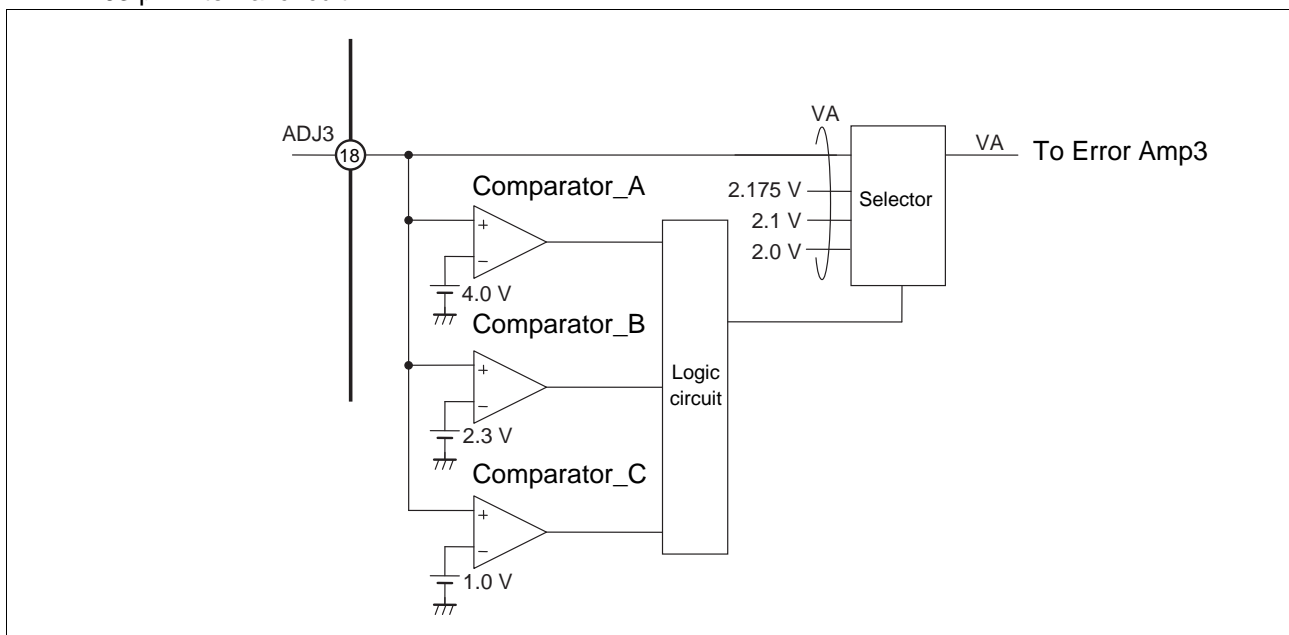 ADJ3
18
VA
VA
To Error Amp3
Comparator_A
2.175 V
Selector
2.1 V
2.0 V
+
−
4.0 V
Comparator_B
+
−
Logic
circuit
2.3 V
Comparator_C
+
−
1.0 V